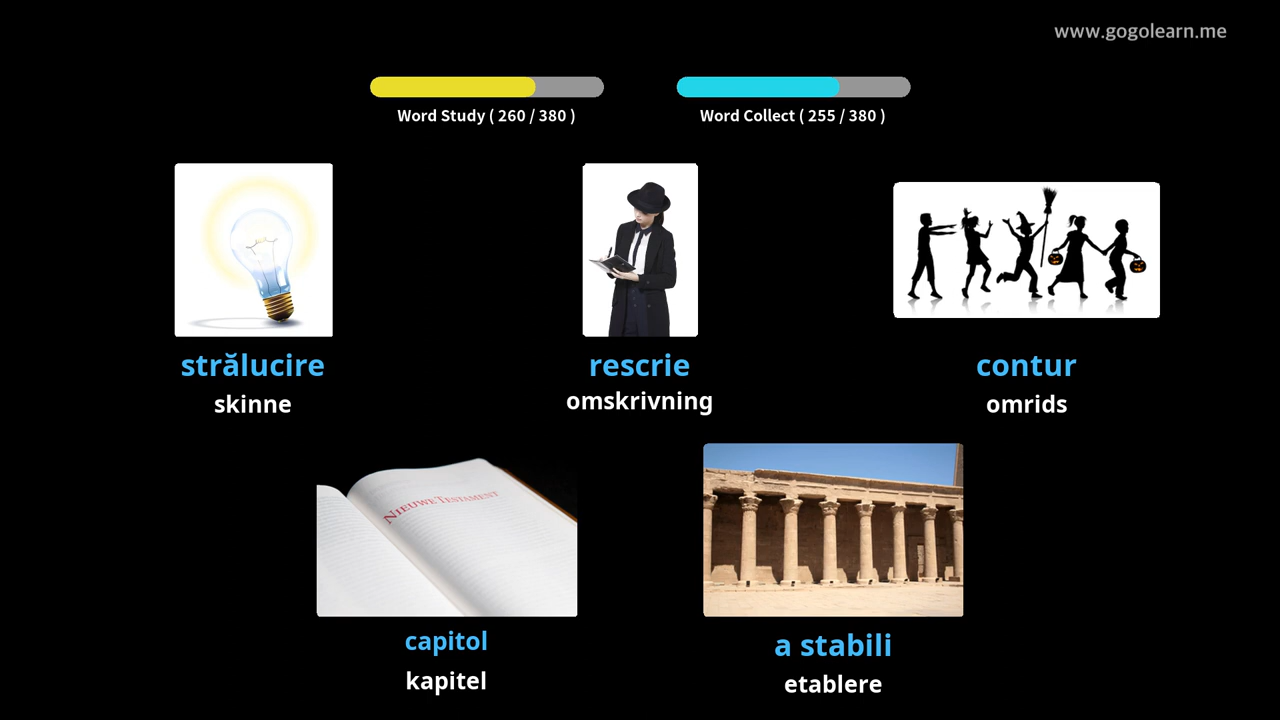 www.gogolearn.me
Word Study ( 260 / 380 )
Word Collect ( 255 / 380 )
strălucire
skinne
rescrie
omskrivning
contur
omrids
NIEUWE TESTAMENT
capitol
kapitel
a stabili
etablere